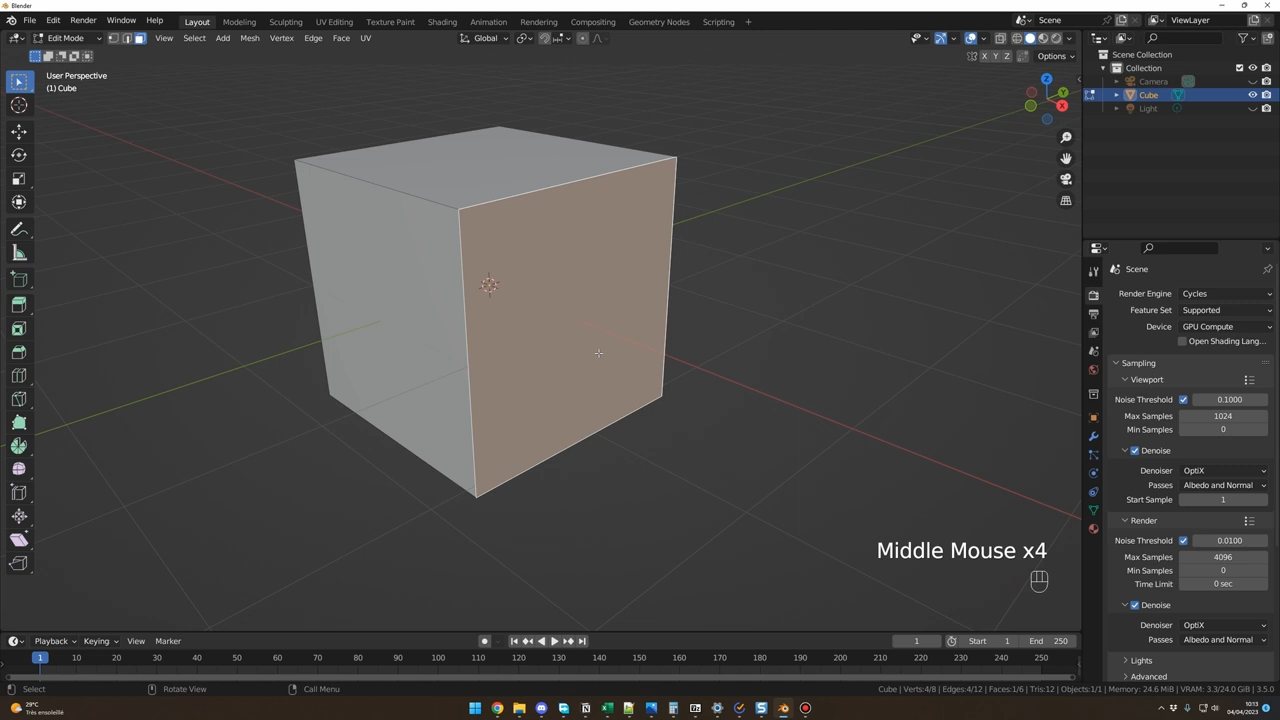 Blender
File Edit Render Window Help Layout Modeling Sculpting UV Editing Texture Paint Shading Animation Rendering Compositing Geometry Nodes Scripting Scene ViewLayer
Edit Mode View Select Add Mesh Vertex Edge Face UV Global
X Y Z Options
User Perspective
(1) Cube
Z
Y
X
Scene Collection
Collection
Camera
Cube
Light
Scene
Render Engine Cycles
Feature Set Supported
Device GPU Compute
Open Shading Lang...
Sampling
Viewport
Noise Threshold 0.1000
Max Samples 1024
Min Samples 0
Denoise
Denoiser OptiX
Passes Albedo and Normal
Start Sample 1
Render
Noise Threshold 0.0100
Max Samples 4096
Min Samples 0
Time Limit 0 sec
Denoise
Denoiser OptiX
Passes Albedo and Normal
Lights
Advanced
Middle Mouse x4
Playback Keying View Marker 1 Start 1 End 250
1 10 20 30 40 50 60 70 80 90 100 110 120 130 140 150 160 170 180 190 200 210 220 230 240 250
Select Rotate View Call Menu Cube | Verts:4/8 | Edges:4/12 | Faces:1/6 | Tris:12 | Objects:1/1 | Memory: 24.6 MiB | VRAM: 3.3/24.0 GiB | 3.5.0
29°C
Très ensoleillé
10:13
04/04/2023